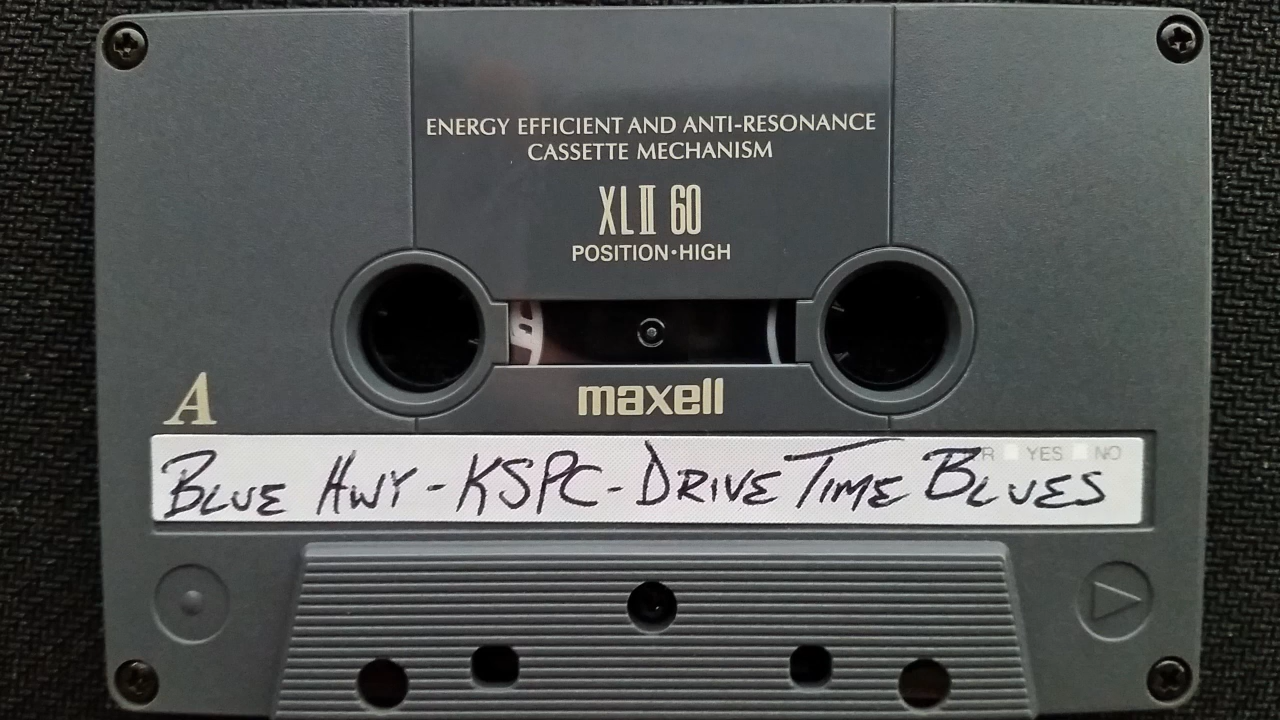 ENERGY EFFICIENT AND ANTI-RESONANCE
CASSETTE MECHANISM
XLII 60
POSITION·HIGH
maxell
A
R YES NO
BLUE HWY - KSPC - DRIVE TIME BLUES